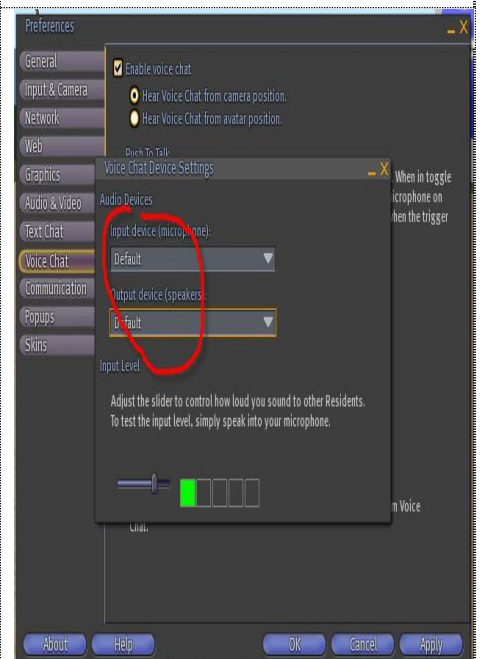 Preferences
General
Input & Camera
Network
Web
Graphics
Audio & Video
Text Chat
Voice Chat
Communication
Popups
Skins
Enable voice chat
Hear Voice Chat from camera position.
Hear Voice Chat from avatar position.
Push To Talk
When in toggle
microphone on
when the trigger
Voice Chat Device Settings
Audio Devices
Input device (microphone):
Default
Output device (speakers):
Default
Input Level
Adjust the slider to control how loud you sound to other Residents.
To test the input level, simply speak into your microphone.
Voice
Chat.
About
Help
OK
Cancel
Apply